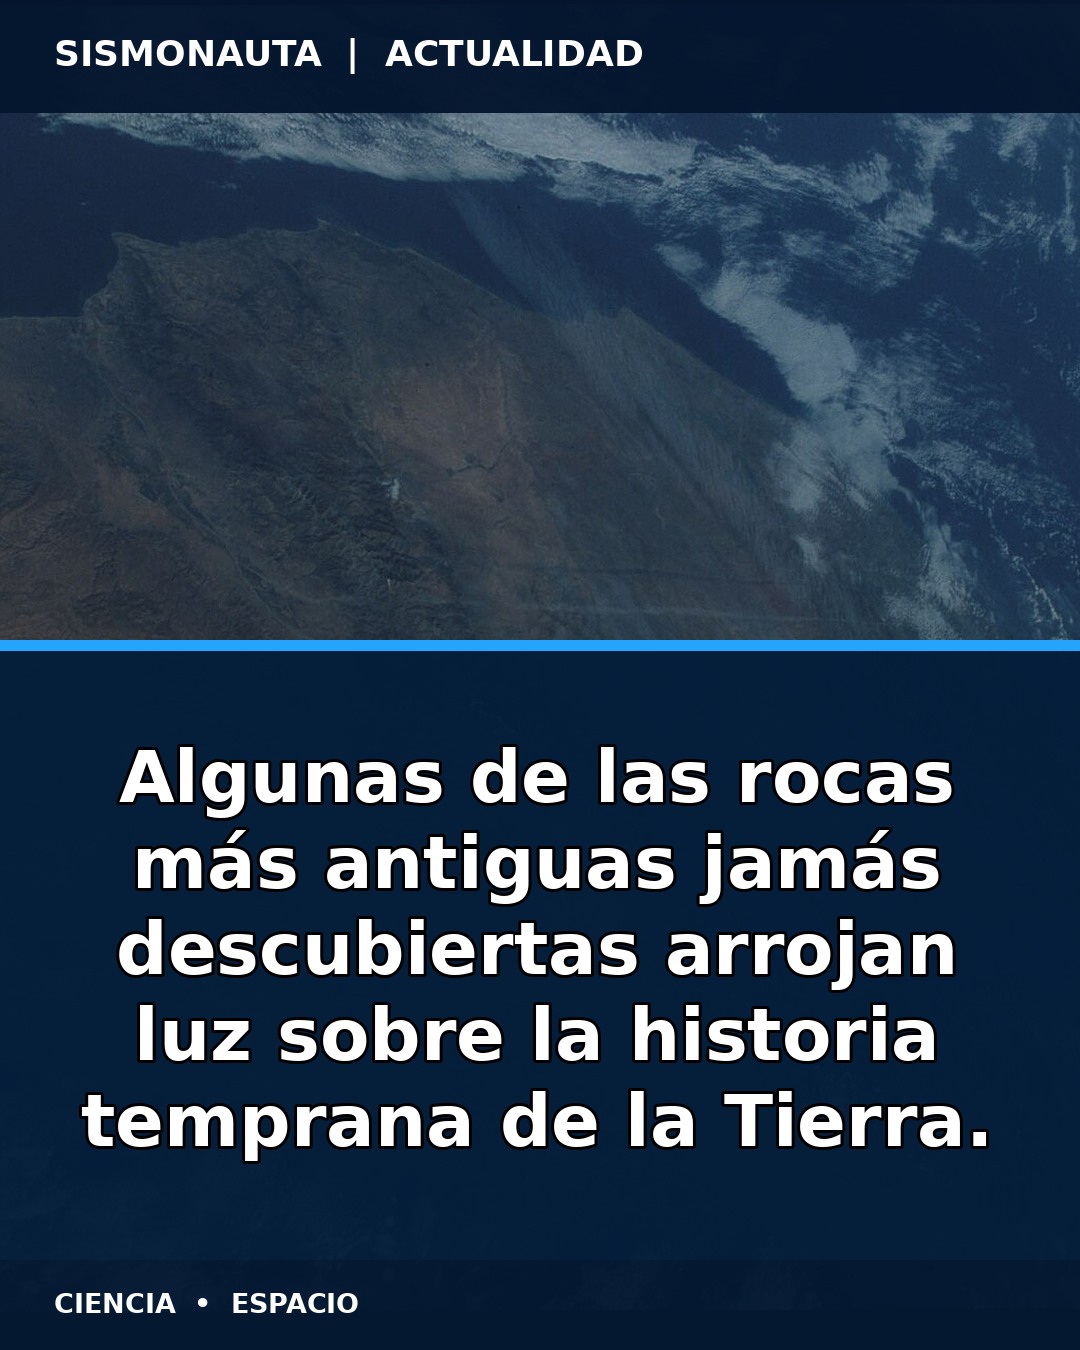 SISMONAUTA | ACTUALIDAD
Algunas de las rocas
más antiguas jamás
descubiertas arrojan
luz sobre la historia
temprana de la Tierra.
CIENCIA • ESPACIO